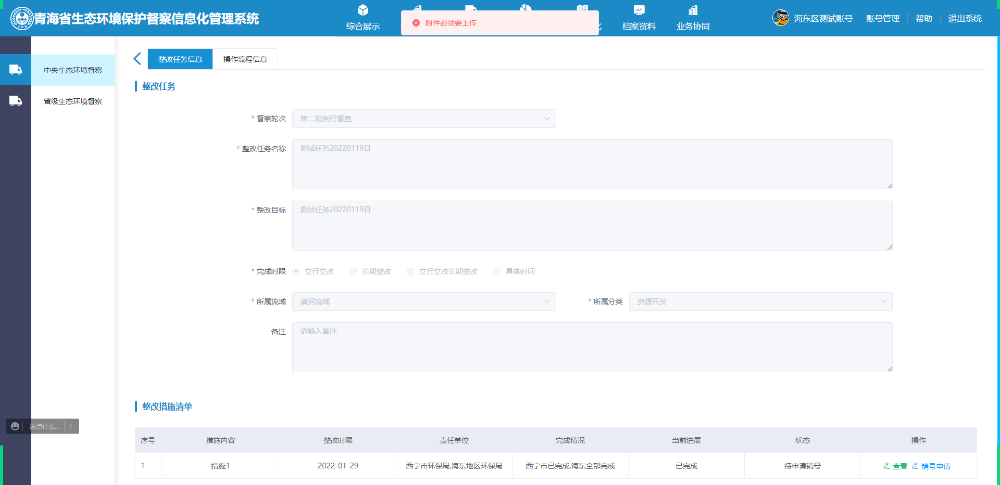 青海省生态环境保护督察信息化管理系统
综合展示
附件必须要上传
档案资料
业务协同
海东区测试账号
账号管理
帮助
退出系统
中央生态环境督察
省级生态环境督察
整改任务信息
操作流程信息
整改任务
* 督察轮次
第二轮例行督查
* 整改任务名称
测试任务20220119日
* 整改目标
测试任务20220119日
* 完成时限
立行立改
长期整改
立行立改长期整改
具体时间
* 所属流域
黄河流域
* 所属分类
资源开发
备注
请输入备注
整改措施清单
说点什么...
序号 措施内容 整改时限 责任单位 完成情况 当前进展 状态 操作
1 措施1 2022-01-29 西宁市环保局,海东地区环保局 西宁市已完成,海东全部完成 已完成 待申请销号 查看 销号申请